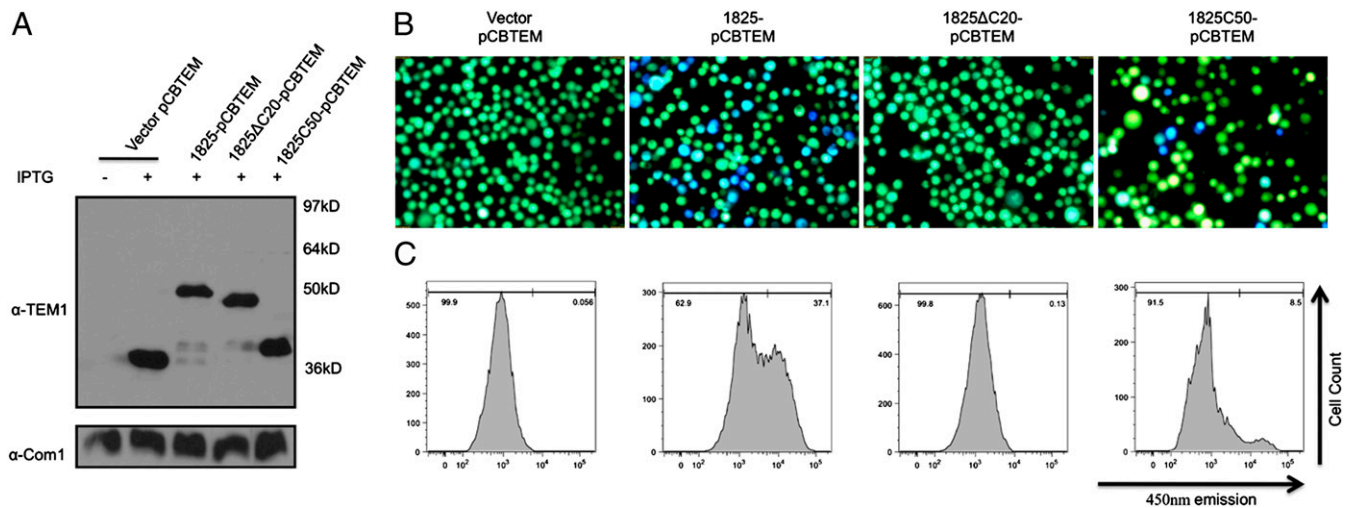 A
Vector pCBTEM
1825-pCBTEM
1825ΔC20-pCBTEM
1825C50-pCBTEM
IPTG
- + + + +
97kD
64kD
50kD
36kD
α-TEM1
α-Com1
B
Vector
pCBTEM
1825-
pCBTEM
1825ΔC20-
pCBTEM
1825C50-
pCBTEM
C
99.9 0.056
500
400
300
200
100
0
0 10² 10³ 10⁴ 10⁵
62.9 37.1
300
200
100
0
0 10² 10³ 10⁴ 10⁵
99.8 0.13
600
400
200
0
0 10² 10³ 10⁴ 10⁵
91.5 8.5
300
200
100
0
0 10² 10³ 10⁴ 10⁵
Cell Count
450nm emission